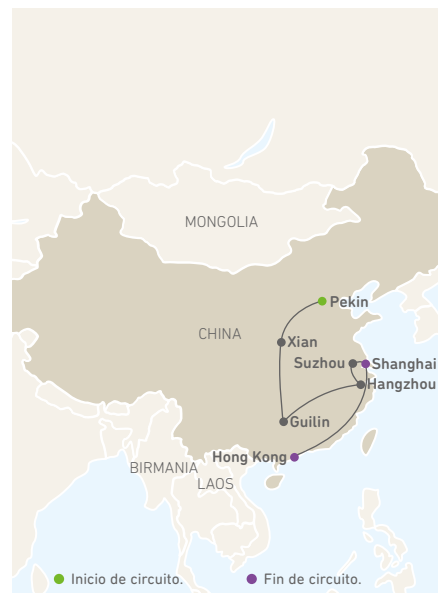 MONGOLIA
Pekin
CHINA
Xian
Suzhou
Shanghai
Hangzhou
Guilin
Hong Kong
BIRMANIA
LAOS
Inicio de circuito.
Fin de circuito.